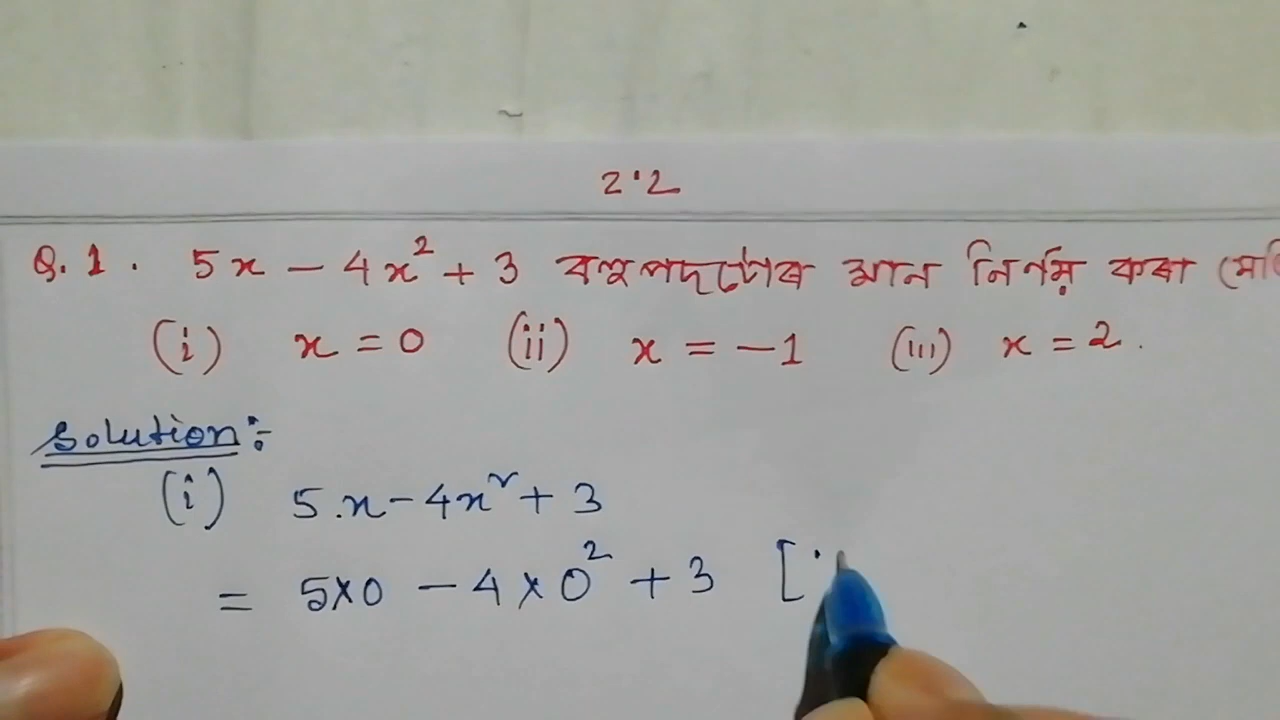 2.2
Q.1. 5x - 4x² + 3 বহুপদটোৰ মান নিৰ্ণয় কৰা
(i) x = 0 (ii) x = -1 (iii) x = 2.
Solution:-
(i) 5.x - 4x² + 3
= 5×0 - 4×0² + 3 [